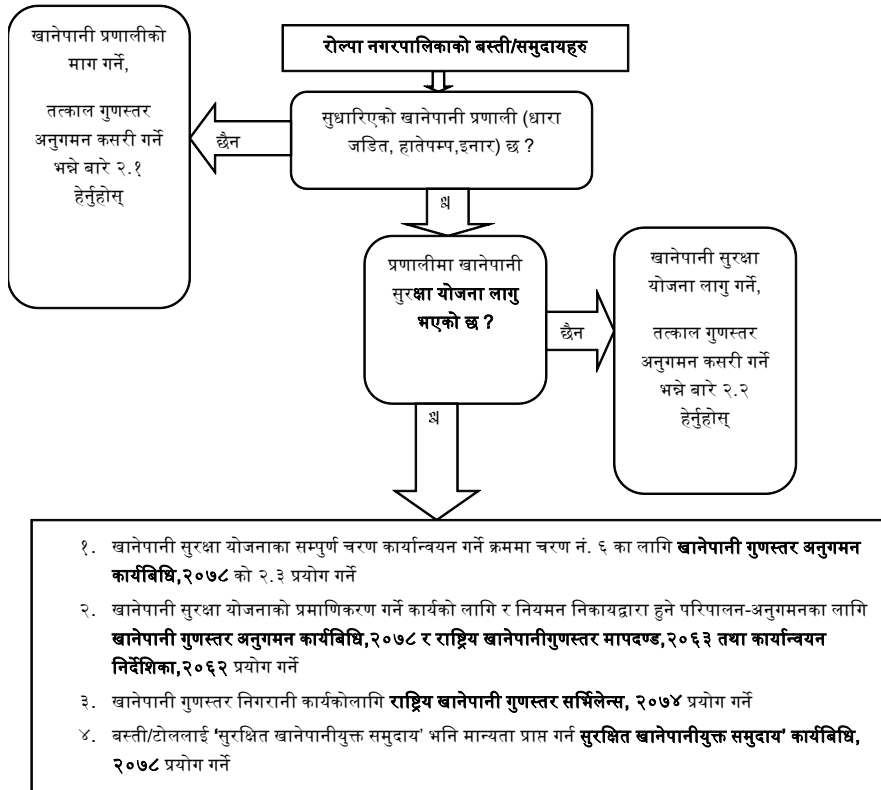 रोल्पा नगरपालिकाको बस्ती/समुदायहरु
सुधारिएको खानेपानी प्रणाली (धारा
जडित, हातेपम्प,इनार) छ ?
छैन
खानेपानी प्रणालीको
माग गर्ने,
तत्काल गुणस्तर
अनुगमन कसरी गर्ने
भन्ने बारे २.१
हेर्नुहोस्
छ
प्रणालीमा खानेपानी
सुरक्षा योजना लागु
भएको छ ?
छैन
खानेपानी सुरक्षा
योजना लागु गर्ने,
तत्काल गुणस्तर
अनुगमन कसरी गर्ने
भन्ने बारे २.२
हेर्नुहोस्
छ
१. खानेपानी सुरक्षा योजनाका सम्पुर्ण चरण कार्यान्वयन गर्ने क्रममा चरण नं. ६ का लागि खानेपानी गुणस्तर अनुगमन
कार्यबिधि,२०७८ को २.३ प्रयोग गर्ने
२. खानेपानी सुरक्षा योजनाको प्रमाणिकरण गर्ने कार्यको लागि र नियमन निकायद्वारा हुने परिपालन-अनुगमनका लागि
खानेपानी गुणस्तर अनुगमन कार्यबिधि,२०७८ र राष्ट्रिय खानेपानीगुणस्तर मापदण्ड,२०६३ तथा कार्यान्वयन
निर्देशिका,२०६२ प्रयोग गर्ने
३. खानेपानी गुणस्तर निगरानी कार्यकोलागि राष्ट्रिय खानेपानी गुणस्तर सर्भिलेन्स, २०७४ प्रयोग गर्ने
४. बस्ती/टोललाई ‘सुरक्षित खानेपानीयुक्त समुदाय’ भनि मान्यता प्राप्त गर्न सुरक्षित खानेपानीयुक्त समुदाय’ कार्यबिधि,
२०७८ प्रयोग गर्ने